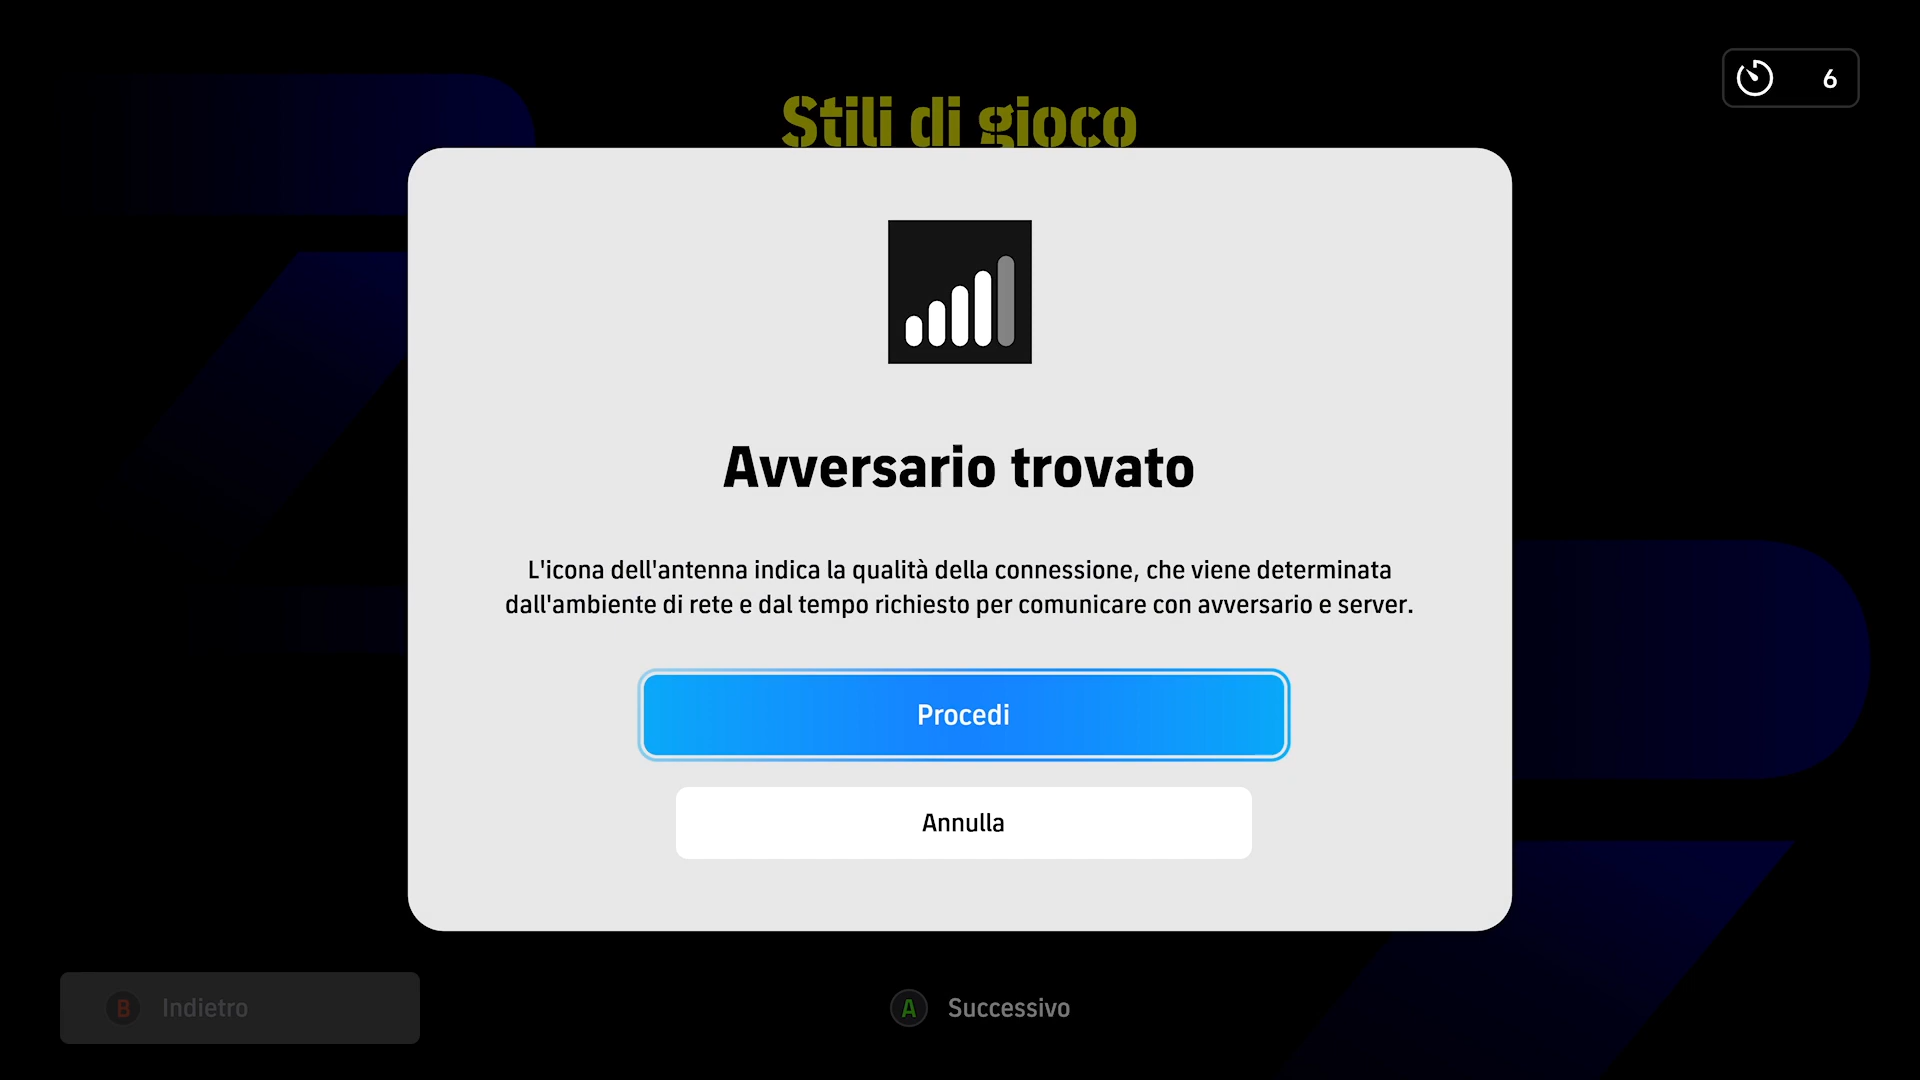 6
Stili di gioco
Avversario trovato
L'icona dell'antenna indica la qualità della connessione, che viene determinata
dall'ambiente di rete e dal tempo richiesto per comunicare con avversario e server.
Procedi
Annulla
B Indietro
A Successivo